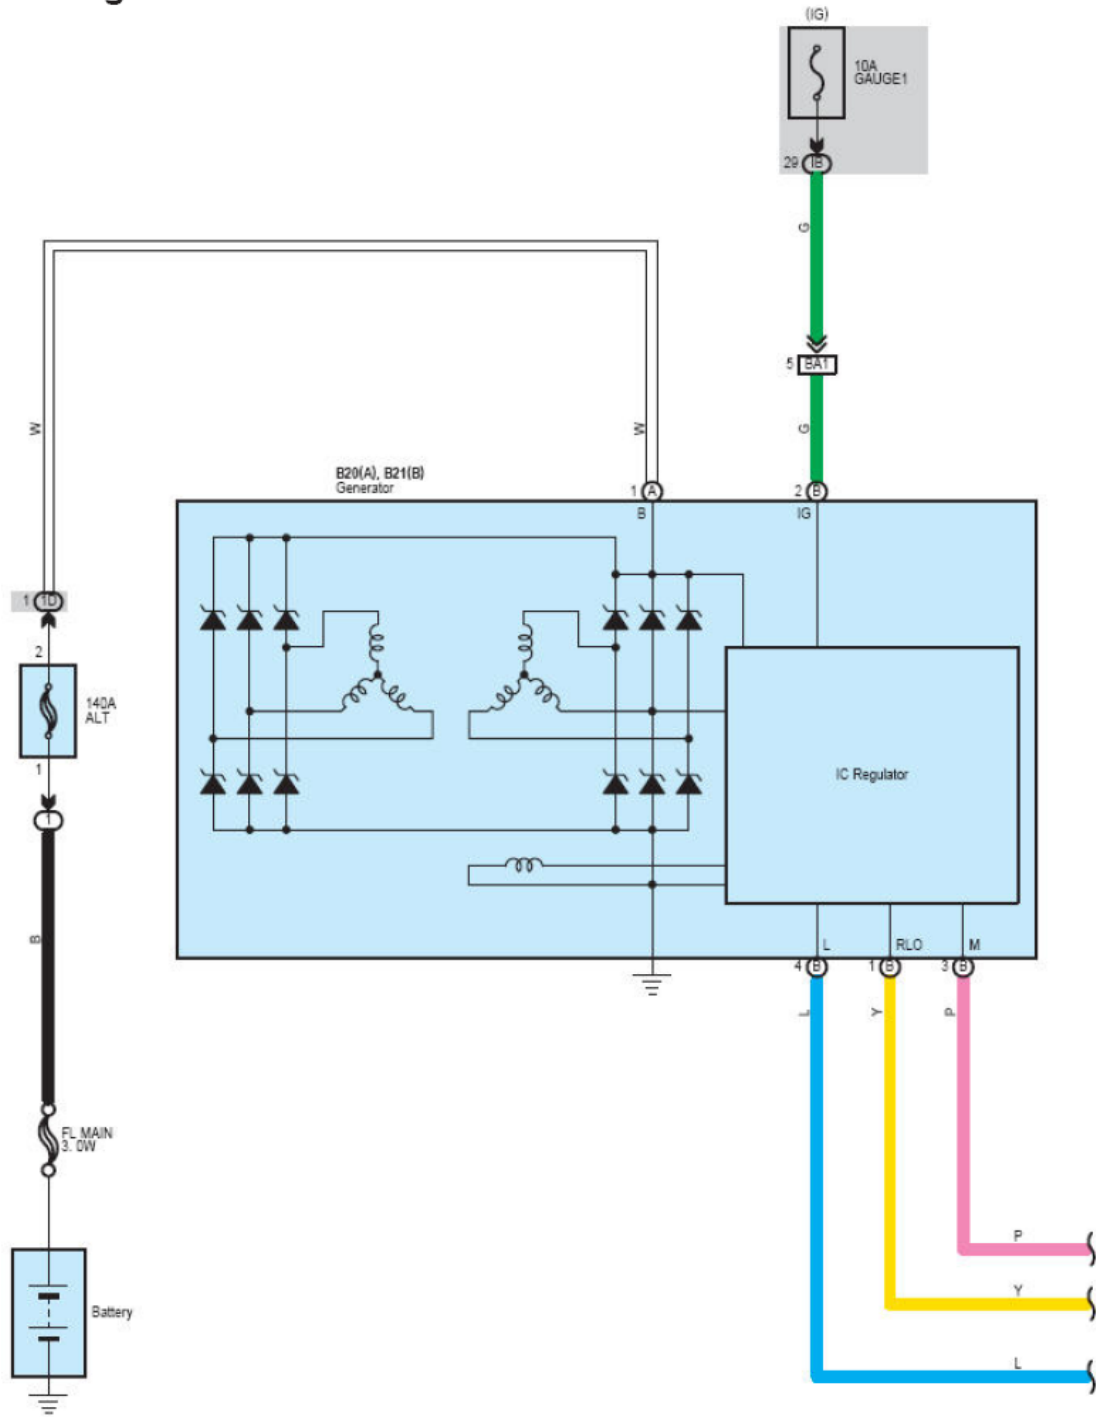 (IG)
10A
GAUGE1
29 IB
G
5 BA1
G
W
W
B20(A), B21(B)
Generator
1 A
2 B
B
IG
1 1D
2
140A
ALT
1
1
IC Regulator
B
L
RLO
M
4 B
1 B
3 B
L
Y
P
FL MAIN
3. 0W
P
Y
Battery
L